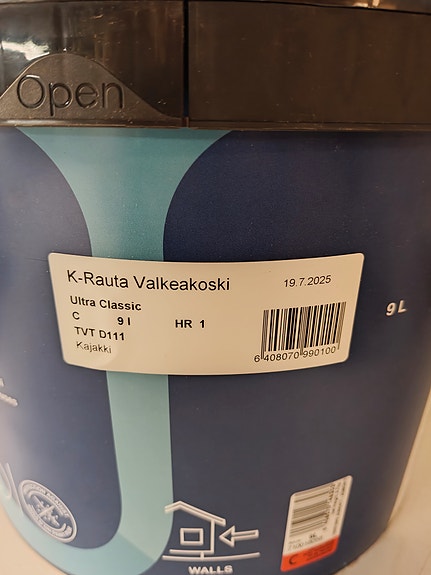 Open
K-Rauta Valkeakoski 19.7.2025
Ultra Classic
C 9 l HR 1
TVT D111
Kajakki
6 408070 990100
9 L
WALLS
C